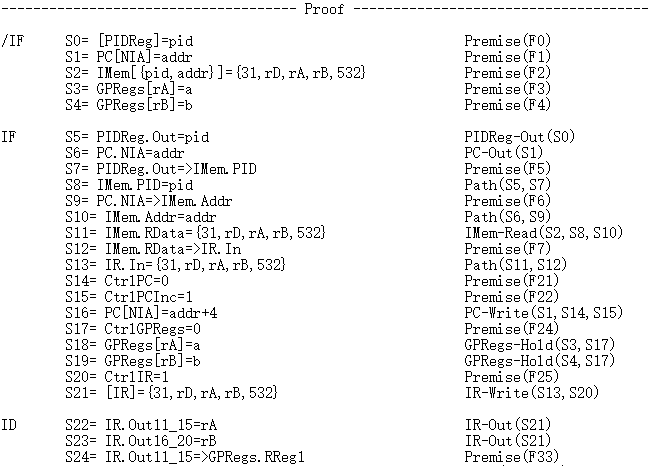 ---------------------------------- Proof ----------------------------------
/IF S0= [PIDReg]=pid Premise(F0)
S1= PC[NIA]=addr Premise(F1)
S2= IMem[{pid,addr}]={31,rD,rA,rB,532} Premise(F2)
S3= GPRegs[rA]=a Premise(F3)
S4= GPRegs[rB]=b Premise(F4)
IF S5= PIDReg.Out=pid PIDReg-Out(S0)
S6= PC.NIA=addr PC-Out(S1)
S7= PIDReg.Out=>IMem.PID Premise(F5)
S8= IMem.PID=pid Path(S5,S7)
S9= PC.NIA=>IMem.Addr Premise(F6)
S10= IMem.Addr=addr Path(S6,S9)
S11= IMem.RData={31,rD,rA,rB,532} IMem-Read(S2,S8,S10)
S12= IMem.RData=>IR.In Premise(F7)
S13= IR.In={31,rD,rA,rB,532} Path(S11,S12)
S14= CtrlPC=0 Premise(F21)
S15= CtrlPCInc=1 Premise(F22)
S16= PC[NIA]=addr+4 PC-Write(S1,S14,S15)
S17= CtrlGPRegs=0 Premise(F24)
S18= GPRegs[rA]=a GPRegs-Hold(S3,S17)
S19= GPRegs[rB]=b GPRegs-Hold(S4,S17)
S20= CtrlIR=1 Premise(F25)
S21= [IR]={31,rD,rA,rB,532} IR-Write(S13,S20)
ID S22= IR.Out11_15=rA IR-Out(S21)
S23= IR.Out16_20=rB IR-Out(S21)
S24= IR.Out11_15=>GPRegs.RReg1 Premise(F33)